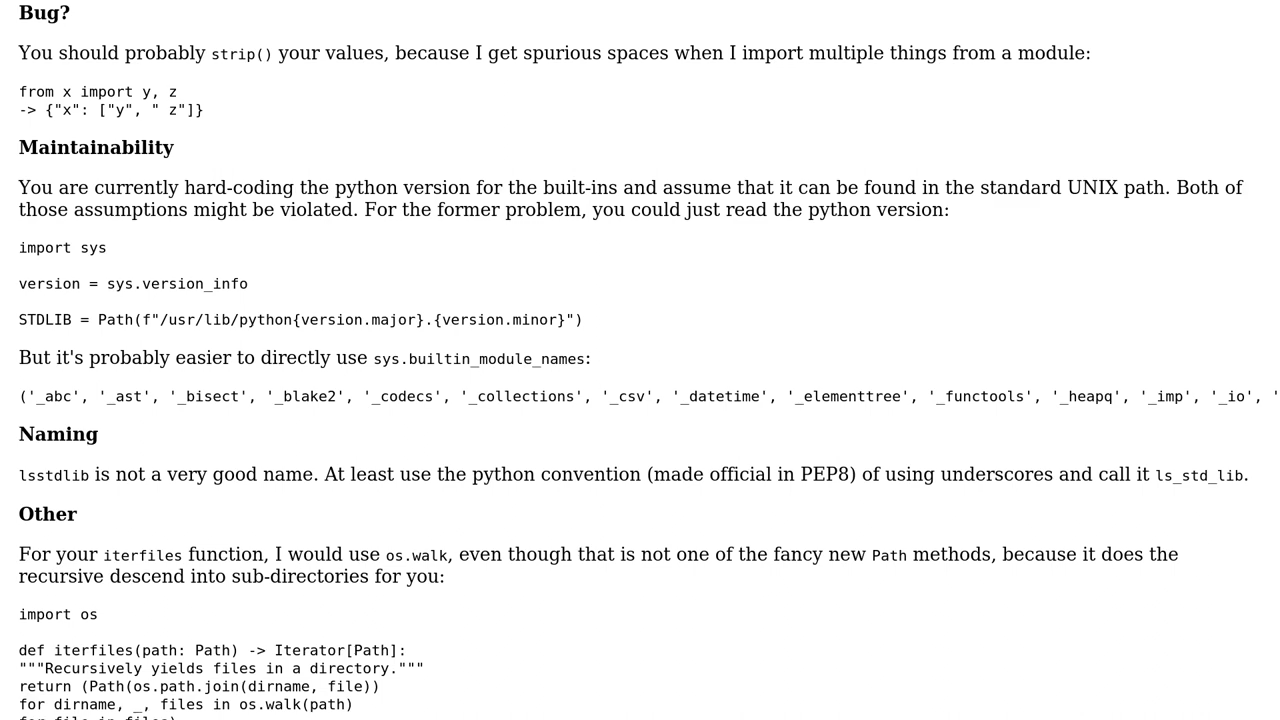 Bug?
You should probably strip() your values, because I get spurious spaces when I import multiple things from a module:
from x import y, z
-> {"x": ["y", " z"]}
Maintainability
You are currently hard-coding the python version for the built-ins and assume that it can be found in the standard UNIX path. Both of
those assumptions might be violated. For the former problem, you could just read the python version:
import sys
version = sys.version_info
STDLIB = Path(f"/usr/lib/python{version.major}.{version.minor}")
But it's probably easier to directly use sys.builtin_module_names:
('_abc', '_ast', '_bisect', '_blake2', '_codecs', '_collections', '_csv', '_datetime', '_elementtree', '_functools', '_heapq', '_imp', '_io', '
Naming
lsstdlib is not a very good name. At least use the python convention (made official in PEP8) of using underscores and call it ls_std_lib.
Other
For your iterfiles function, I would use os.walk, even though that is not one of the fancy new Path methods, because it does the
recursive descend into sub-directories for you:
import os
def iterfiles(path: Path) -> Iterator[Path]:
"""Recursively yields files in a directory."""
return (Path(os.path.join(dirname, file))
for dirname, _, files in os.walk(path)
for file in files)